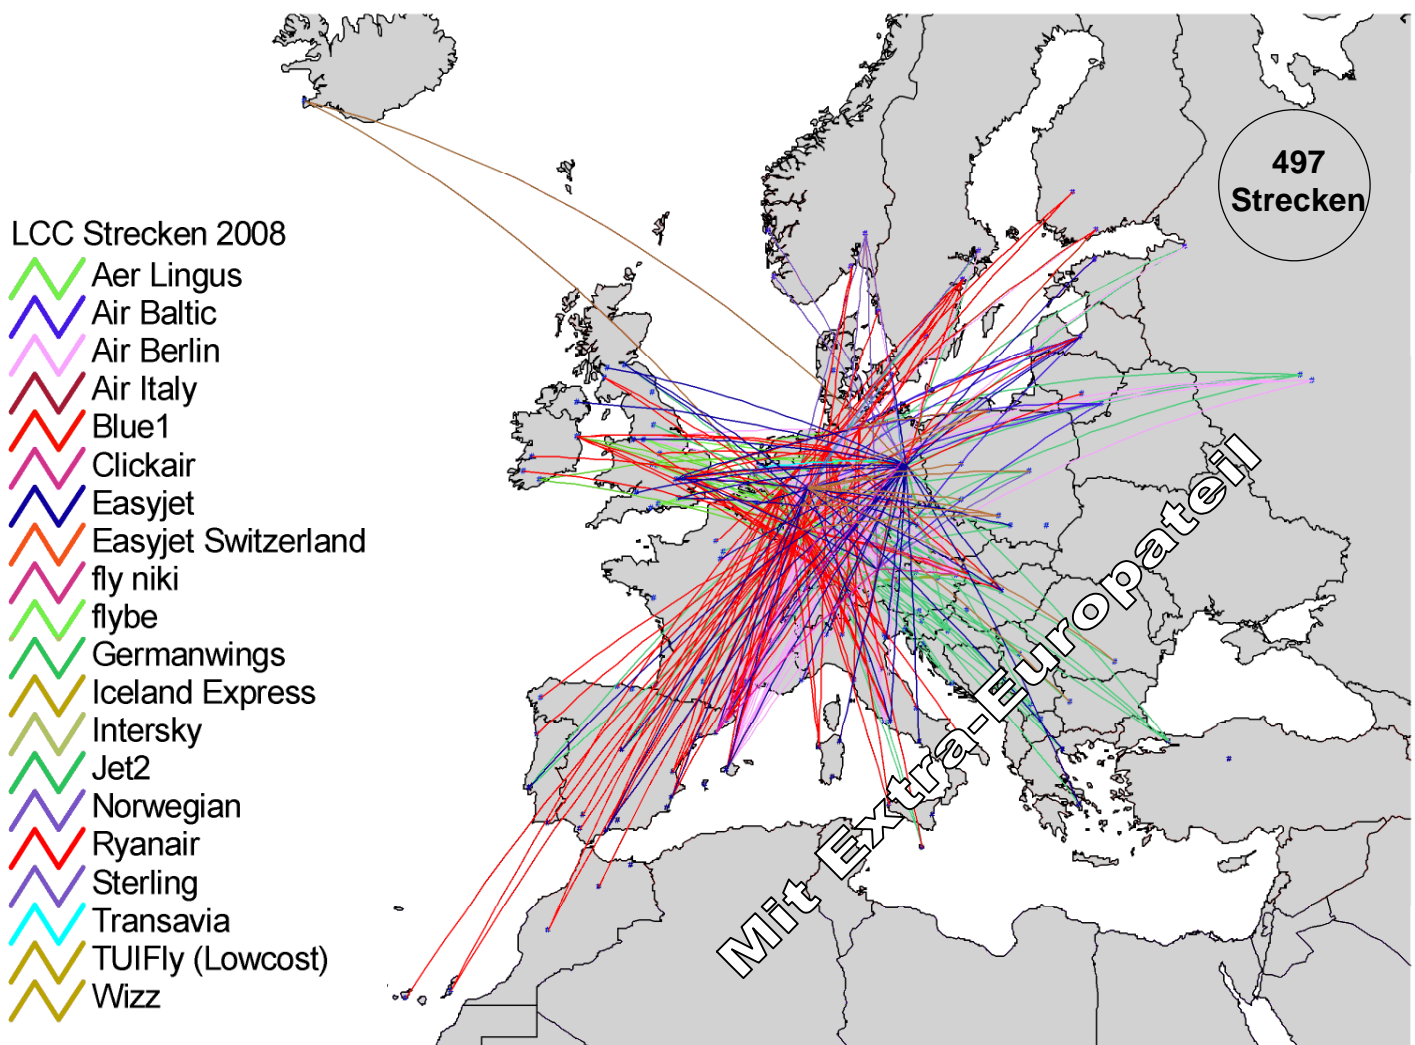 497
Strecken
LCC Strecken 2008
Aer Lingus
Air Baltic
Air Berlin
Air Italy
Blue1
Clickair
Easyjet
Easyjet Switzerland
fly niki
flybe
Germanwings
Iceland Express
Intersky
Jet2
Norwegian
Ryanair
Sterling
Transavia
TUIFly (Lowcost)
Wizz
Mit Extra-Europateil